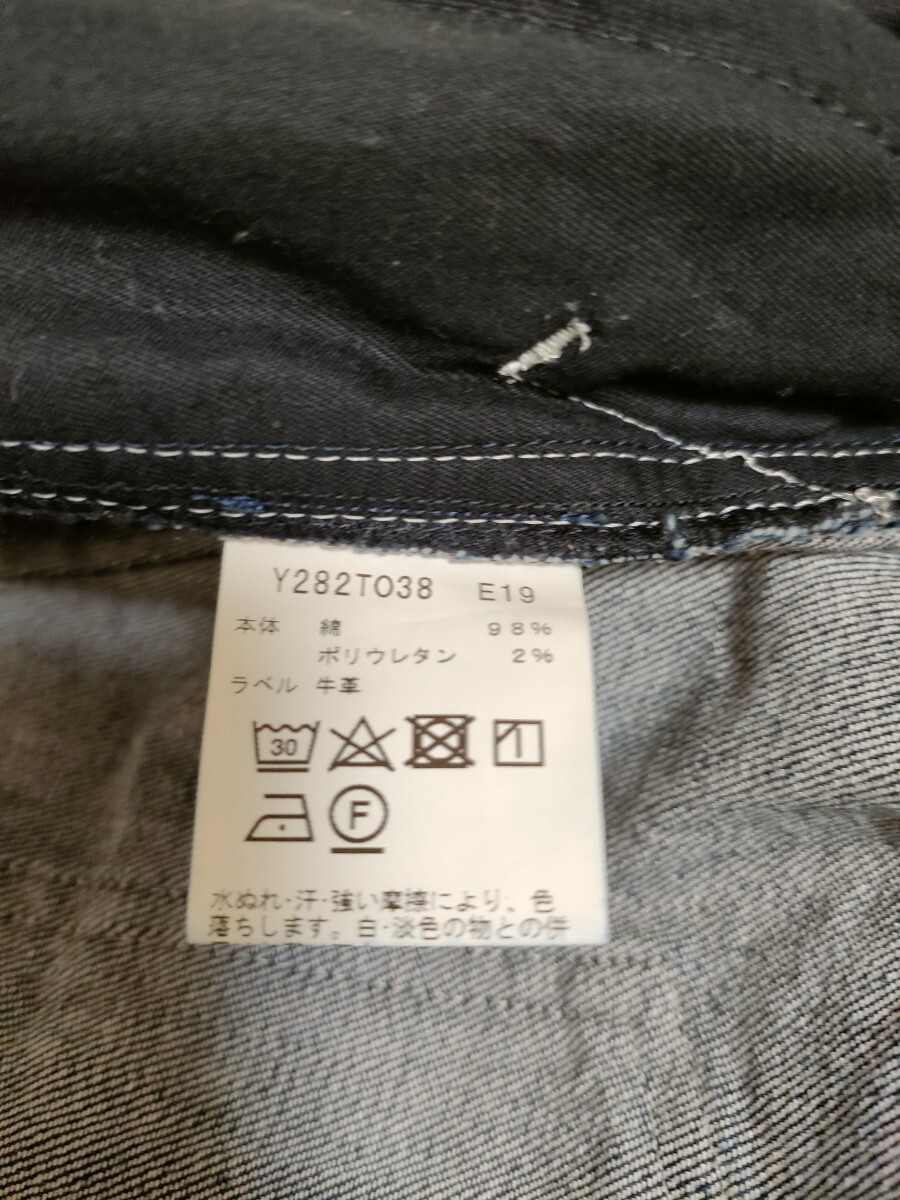 Y282T038 E19
本体 綿 98%
ポリウレタン 2%
ラベル 牛革
30
F
水ぬれ・汗・強い摩擦により、色
落ちします。白・淡色の物との併